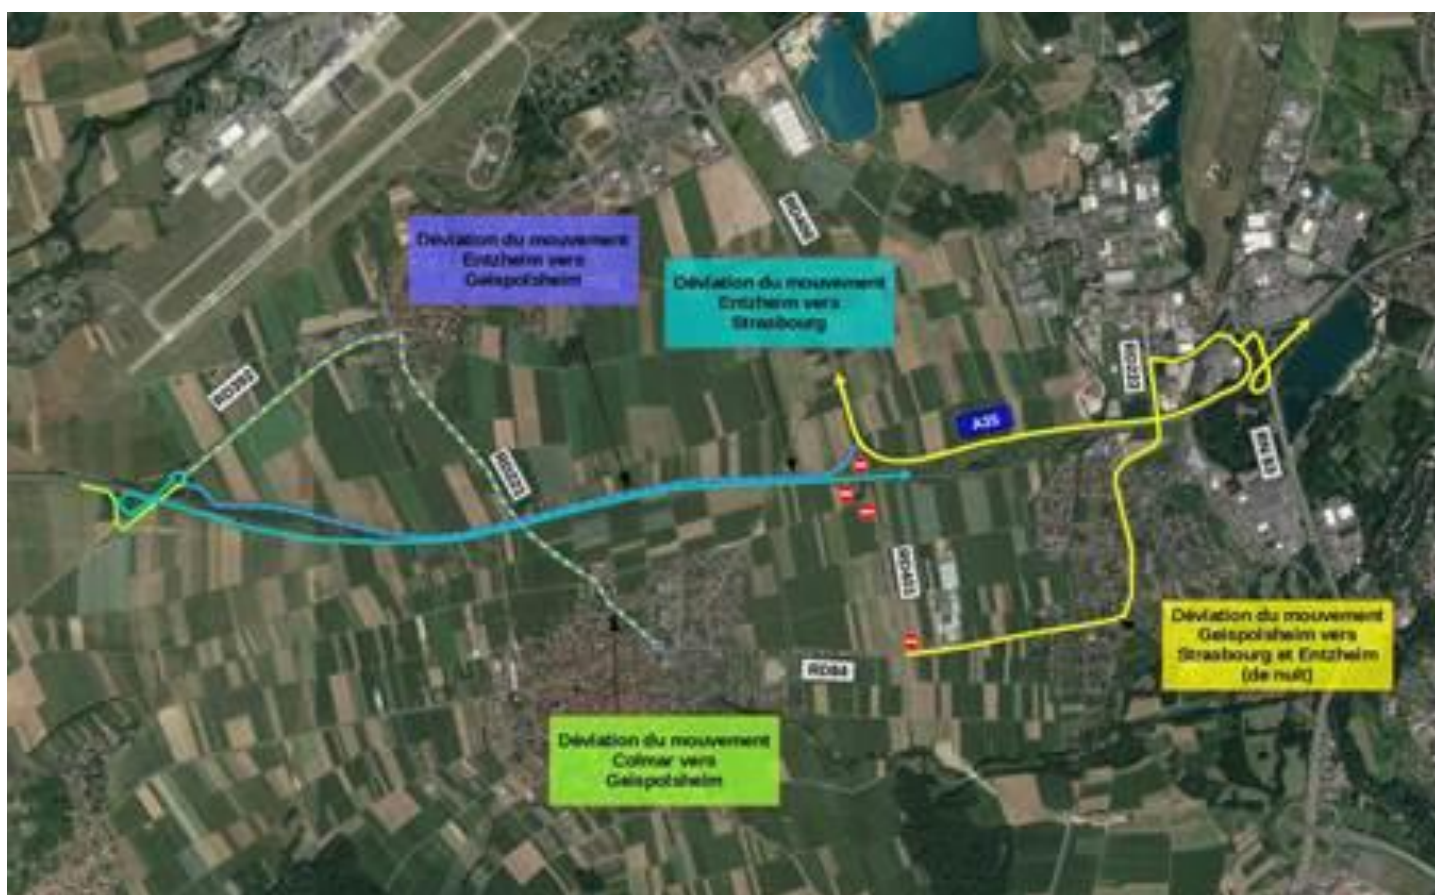 Déviation du mouvement
Entzheim vers
Geispolsheim
Déviation du mouvement
Entzheim vers
Strasbourg
RD400
RD392
RD221
A35
RD222
RN 83
RD403
RD84
Déviation du mouvement
Geispolsheim vers
Strasbourg et Entzheim
(de nuit)
Déviation du mouvement
Colmar vers
Geispolsheim